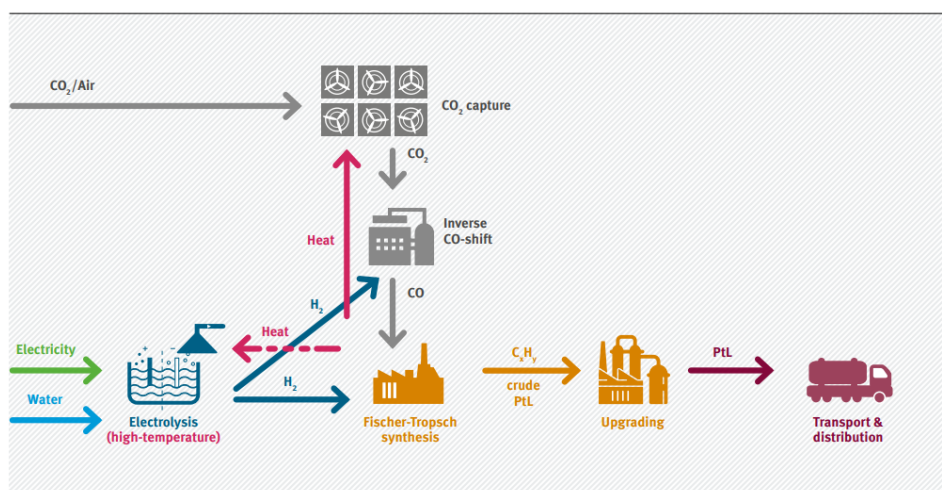 CO₂/Air
CO₂ capture
CO₂
Inverse
CO-shift
Heat
CO
H₂
Heat
Electricity
H₂
CₓHᵧ
crude
PtL
PtL
Water
+
-
Electrolysis
(high-temperature)
Fischer-Tropsch
synthesis
Upgrading
Transport &
distribution